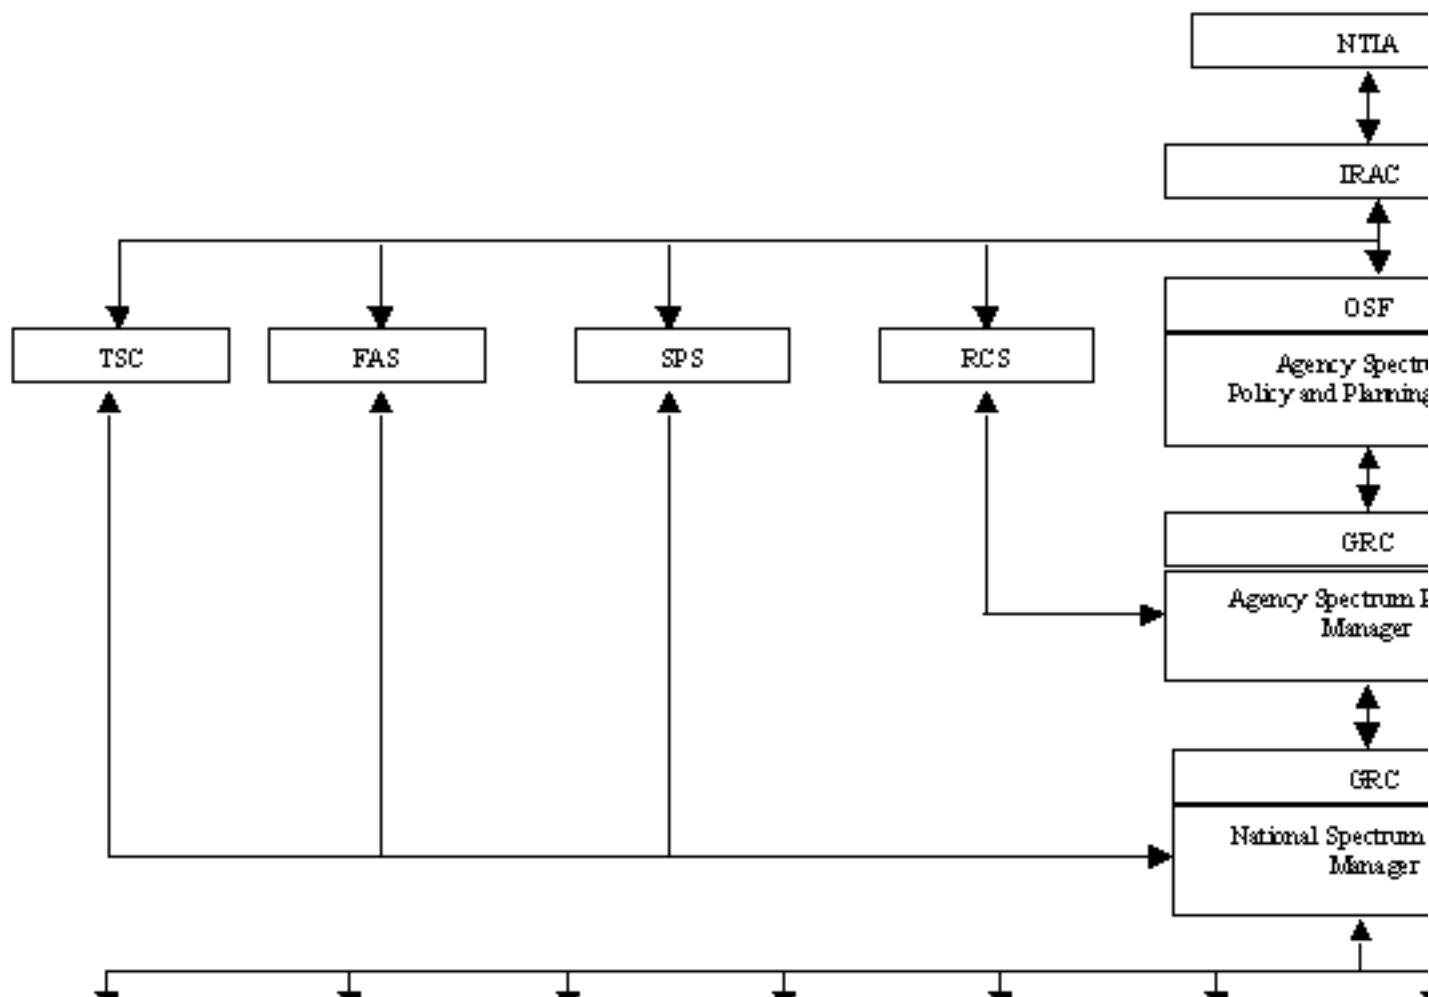 NTIA
IRAC
OSF
TSC
FAS
SPS
RCS
Agency
Policy and Planning
GRC
Agency Spectrum
Manager
GRC
National Spectrum
Manager